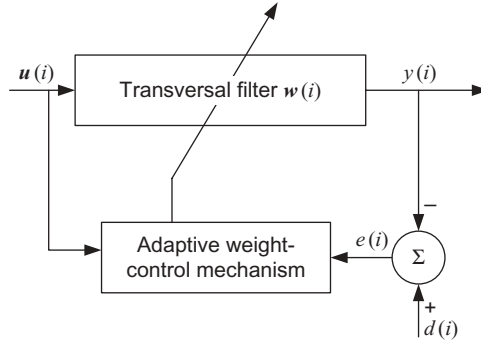 u(i)
Transversal filter w(i)
y(i)
−
Adaptive weight-
control mechanism
e(i)
Σ
+
d(i)